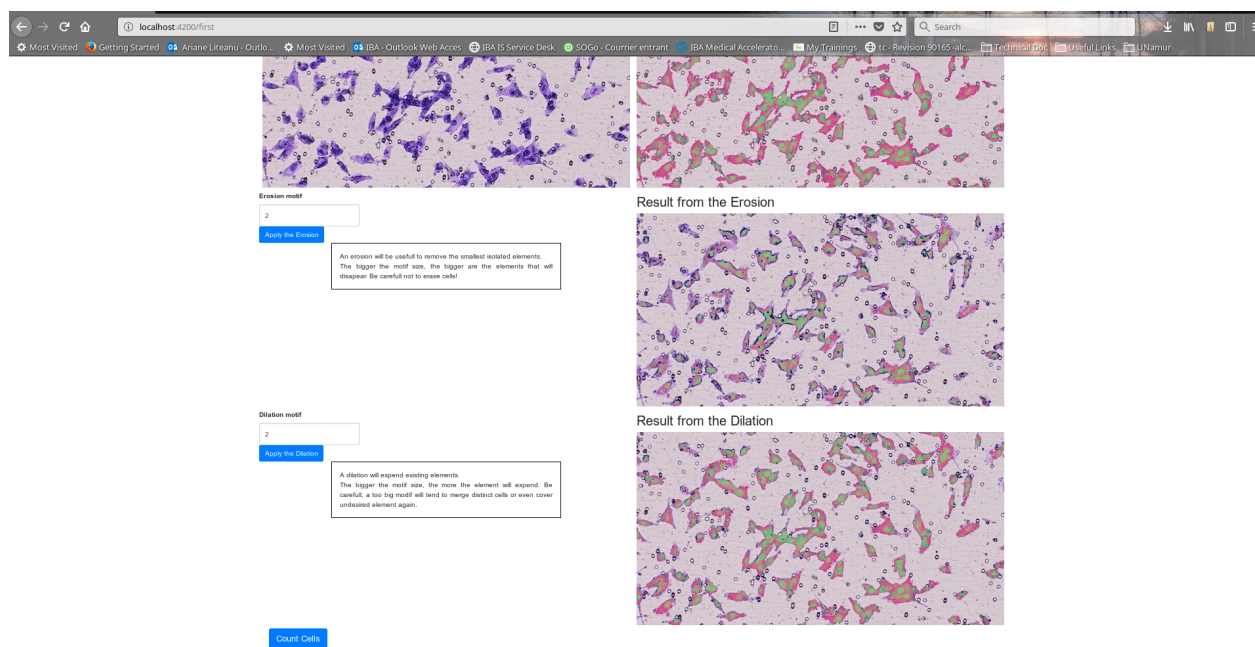 localhost:4200/first
Search
Most Visited Getting Started Ariane Liteanu - Outlo... Most Visited IBA - Outlook Web Acces IBA IS Service Desk SOGo - Courrier entrant IBA Medical Accelerato... My Trainings tc - Revision 90165 -alc... Technical Doc Useful Links UNamur
Erosion motif
2
Apply the Erosion
An erosion will be usefull to remove the smallest isolated elements.
The bigger the motif size, the bigger are the elements that will
disapear. Be carefull not to erase cells!
Result from the Erosion
Dilation motif
2
Apply the Dilation
A dilation will expend existing elements.
The bigger the motif size, the more the element will expend. Be
carefull, a too big modif will tend to merge distinct cells or even cover
undesired element again.
Result from the Dilation
Count Cells